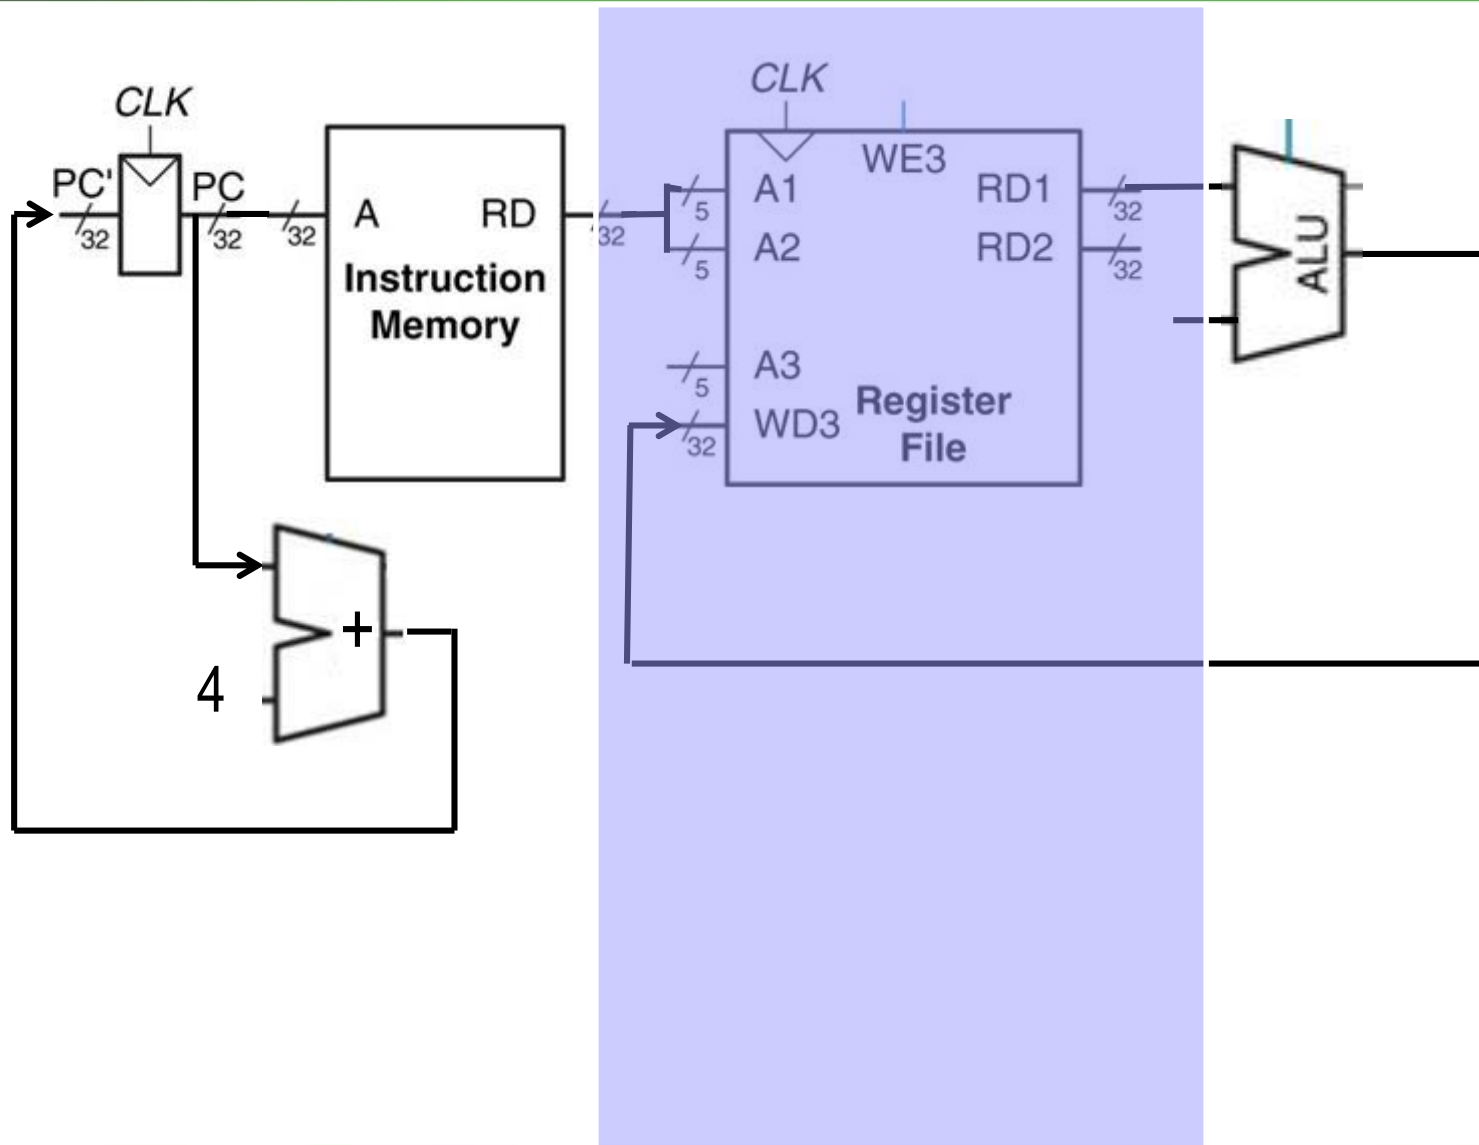 CLK
PC'
PC
32
32
32
A
RD
Instruction
Memory
32
4
+
CLK
WE3
A1
5
A2
5
A3
5
WD3
32
RD1
32
RD2
32
Register
File
ALU